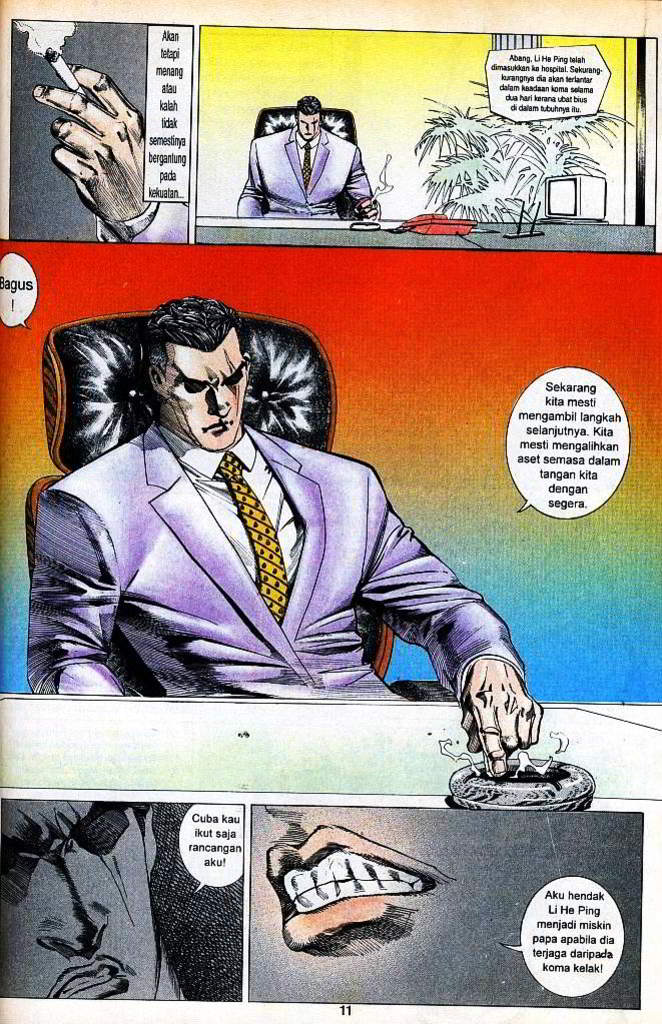 Akan
tetapi
menang
atau
kalah
tidak
semestinya
bergantung
pada
kekuatan...
Abang, Li He Ping telah
dimasukkan ke hospital. Sekurang-
kurangnya dia akan terlantar
dalam keadaan koma selama
dua hari kerana ubat bius
di dalam tubuhnya itu.
Bagus
!
Sekarang
kita mesti
mengambil langkah
selanjutnya. Kita
mesti mengalihkan
aset semasa dalam
tangan kita
dengan
segera.
Cuba kau
ikut saja
rancangan
aku!
Aku hendak
Li He Ping
menjadi miskin
papa apabila dia
terjaga daripada
koma kelak!
11